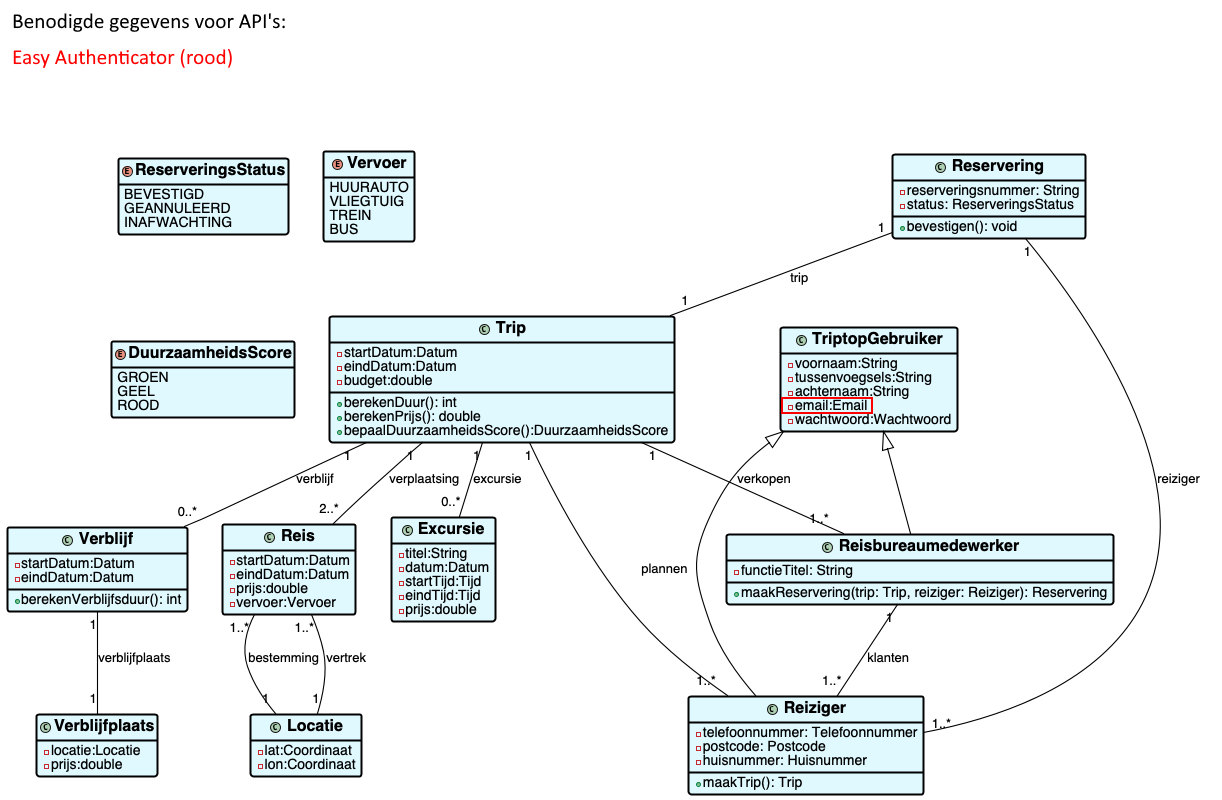 Benodigde gegevens voor API's:
Easy Authenticator (rood)
E ReserveringsStatus
BEVESTIGD
GEANNULEERD
INAFWACHTING
E Vervoer
HUURAUTO
VLIEGTUIG
TREIN
BUS
C Reservering
reserveringsnummer: String
status: ReserveringsStatus
bevestigen(): void
1
1
trip
1
E DuurzaamheidsScore
GROEN
GEEL
ROOD
C Trip
startDatum:Datum
eindDatum:Datum
budget:double
berekenDuur(): int
berekenPrijs(): double
bepaalDuurzaamheidsScore():DuurzaamheidsScore
C TriptopGebruiker
voornaam:String
tussenvoegsels:String
achternaam:String
email:Email
wachtwoord:Wachtwoord
1
1
1
1
1
verblijf
verplaatsing
excursie
verkopen
reiziger
0..*
2..*
0..*
1..*
C Verblijf
startDatum:Datum
eindDatum:Datum
berekenVerblijfsduur(): int
C Reis
startDatum:Datum
eindDatum:Datum
prijs:double
vervoer:Vervoer
C Excursie
titel:String
datum:Datum
startTijd:Tijd
eindTijd:Tijd
prijs:double
plannen
C Reisbureaumedewerker
functieTitel: String
maakReservering(trip: Trip, reiziger: Reiziger): Reservering
1
1..*
1..*
1
verblijfplaats
bestemming
vertrek
klanten
1
1
1
1..*
1..*
1..*
C Verblijfplaats
locatie:Locatie
prijs:double
C Locatie
lat:Coordinaat
lon:Coordinaat
C Reiziger
telefoonnummer: Telefoonnummer
postcode: Postcode
huisnummer: Huisnummer
maakTrip(): Trip